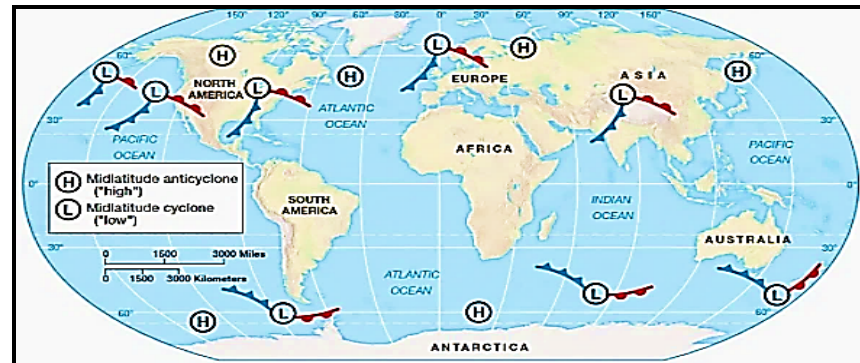 150° 120° 90° 60° 30° 0° 30° 60° 90° 120° 150°
H
L
H
60°
60°
L
H
H
L
L
NORTH
AMERICA
L
H
EUROPE
ASIA
L
ATLANTIC
OCEAN
30°
30°
PACIFIC
OCEAN
AFRICA
PACIFIC
OCEAN
H Midlatitude anticyclone
("high")
L Midlatitude cyclone
("low")
0°
0°
SOUTH
AMERICA
INDIAN
OCEAN
AUSTRALIA
0 1500 3000 Miles
0 1500 3000 Kilometers
30°
30°
ATLANTIC
OCEAN
L
L
60°
60°
H
L
H
ANTARCTICA